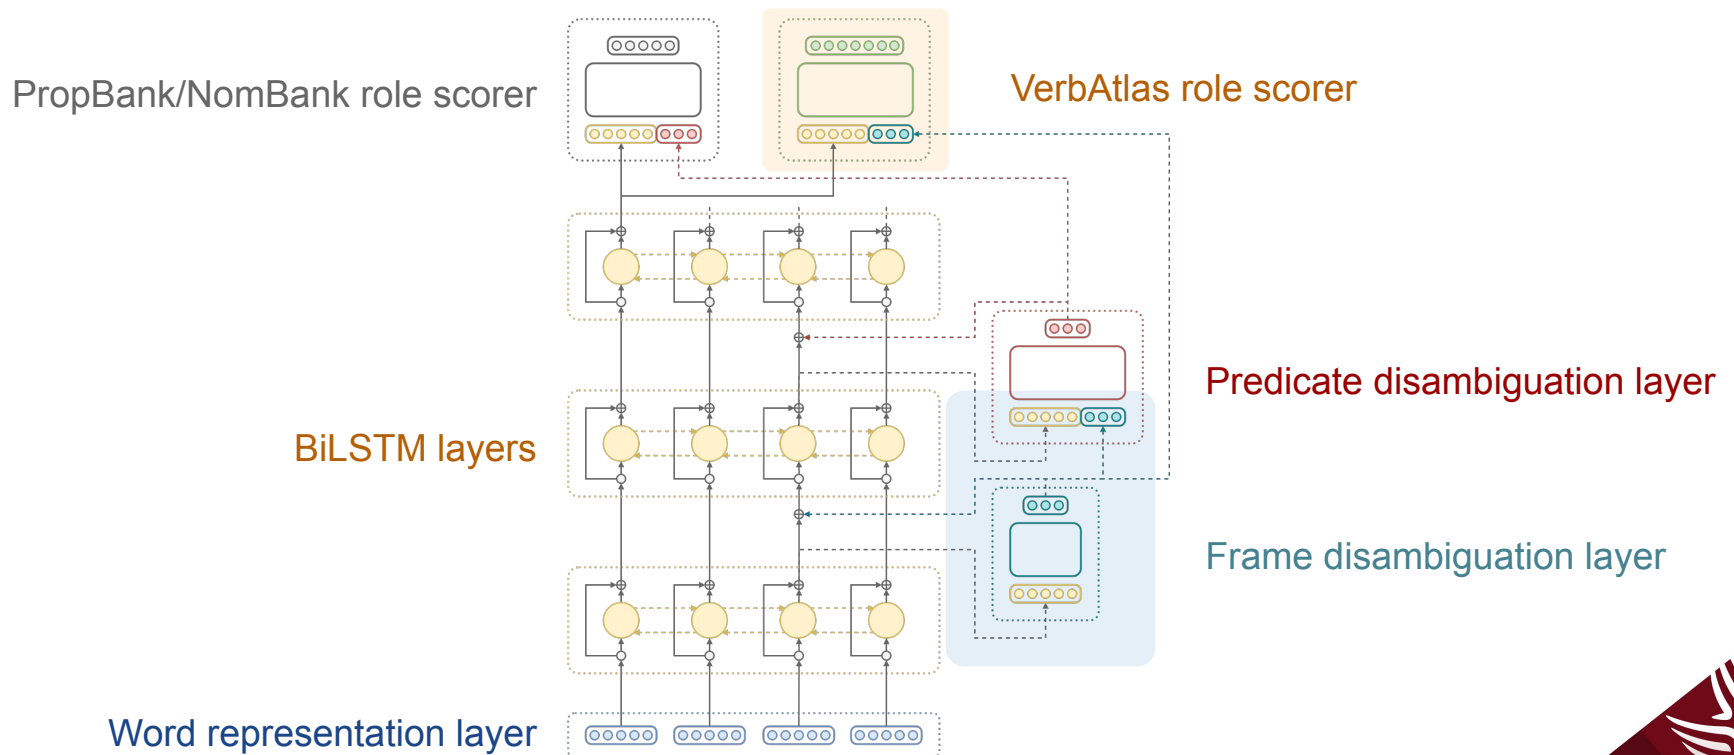 PropBank/NomBank role scorer
VerbAtlas role scorer
Predicate disambiguation layer
BiLSTM layers
Frame disambiguation layer
Word representation layer